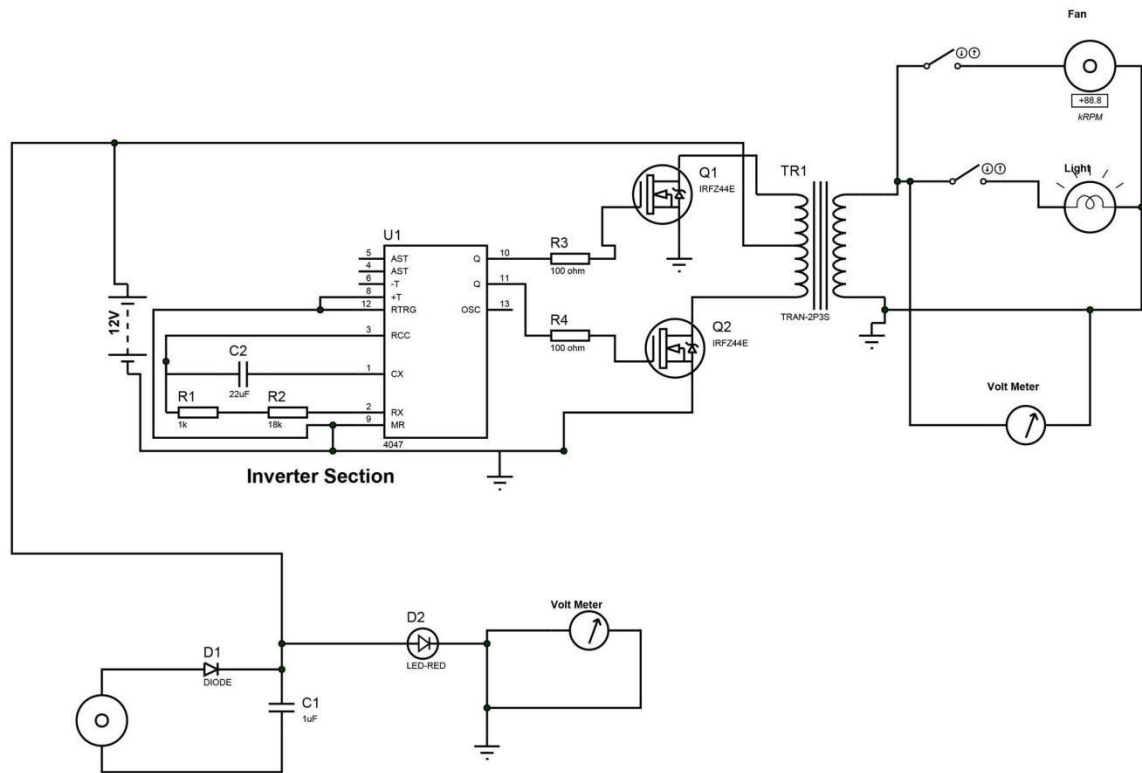 Fan
+88.8
kRPM
Light
Q1
IRFZ44E
TR1
TRAN-2P3S
U1
5 AST Q 10
4 AST
6 -T Q 11
8 +T
12 RTRG OSC 13
3 RCC
1 CX
2 RX
9 MR
4047
R3
100 ohm
R4
100 ohm
Q2
IRFZ44E
12V
C2
22uF
R1
1k
R2
18k
Inverter Section
Volt Meter
D2
LED-RED
Volt Meter
D1
DIODE
C1
1uF